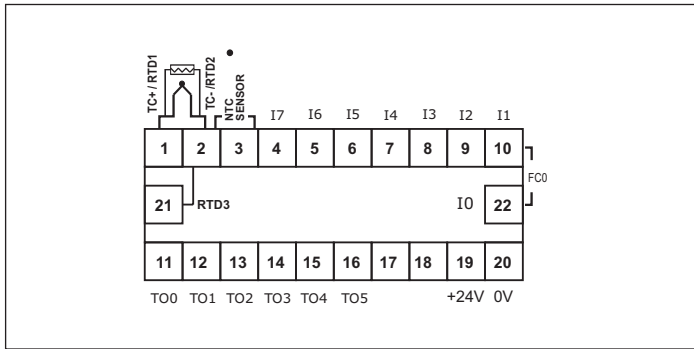 TC+ / RTD1
TC- /RTD2
NTC
SENSOR
I7 I6 I5 I4 I3 I2 I1
1 2 3 4 5 6 7 8 9 10
FC0
21 RTD3 I0 22
11 12 13 14 15 16 17 18 19 20
TO0 TO1 TO2 TO3 TO4 TO5 +24V 0V